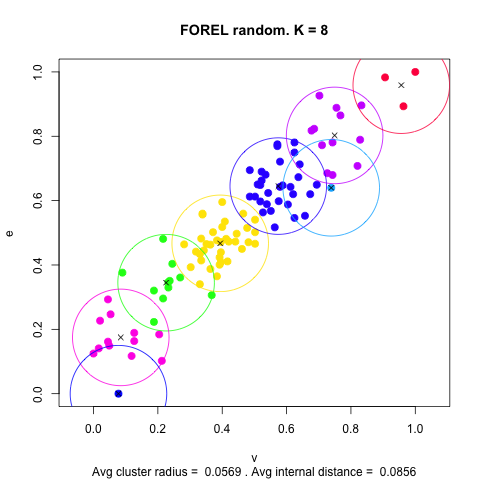 FOREL random. K = 8
1.0
0.8
0.6
e
0.4
0.2
0.0
0.0 0.2 0.4 0.6 0.8 1.0
v
Avg cluster radius =  0.0569 . Avg internal distance =  0.0856